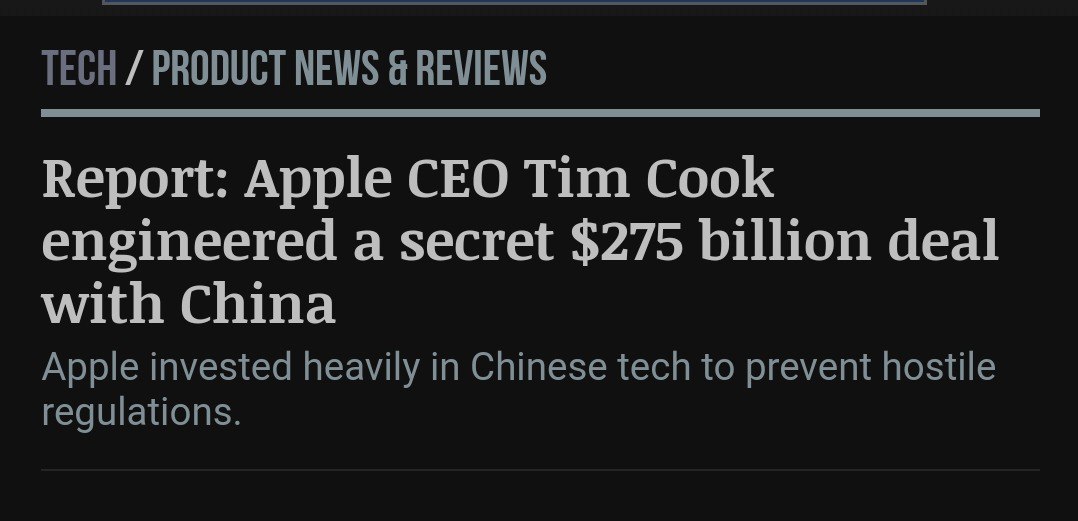 TECH / PRODUCT NEWS & REVIEWS
Report: Apple CEO Tim Cook
engineered a secret $275 billion deal
with China
Apple invested heavily in Chinese tech to prevent hostile
regulations.